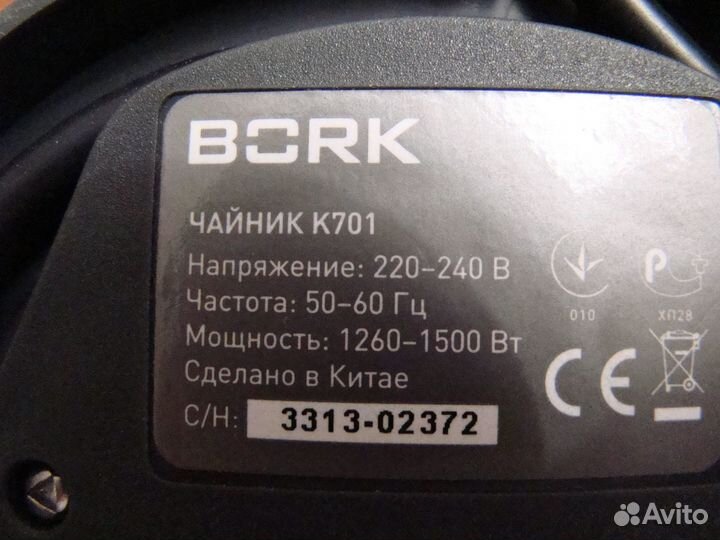 BORK
ЧАЙНИК K701
Напряжение: 220–240 В
Частота: 50–60 Гц
Мощность: 1260–1500 Вт
Сделано в Китае
С/Н: 3313-02372
010
ХП28
Р С
CE
Avito